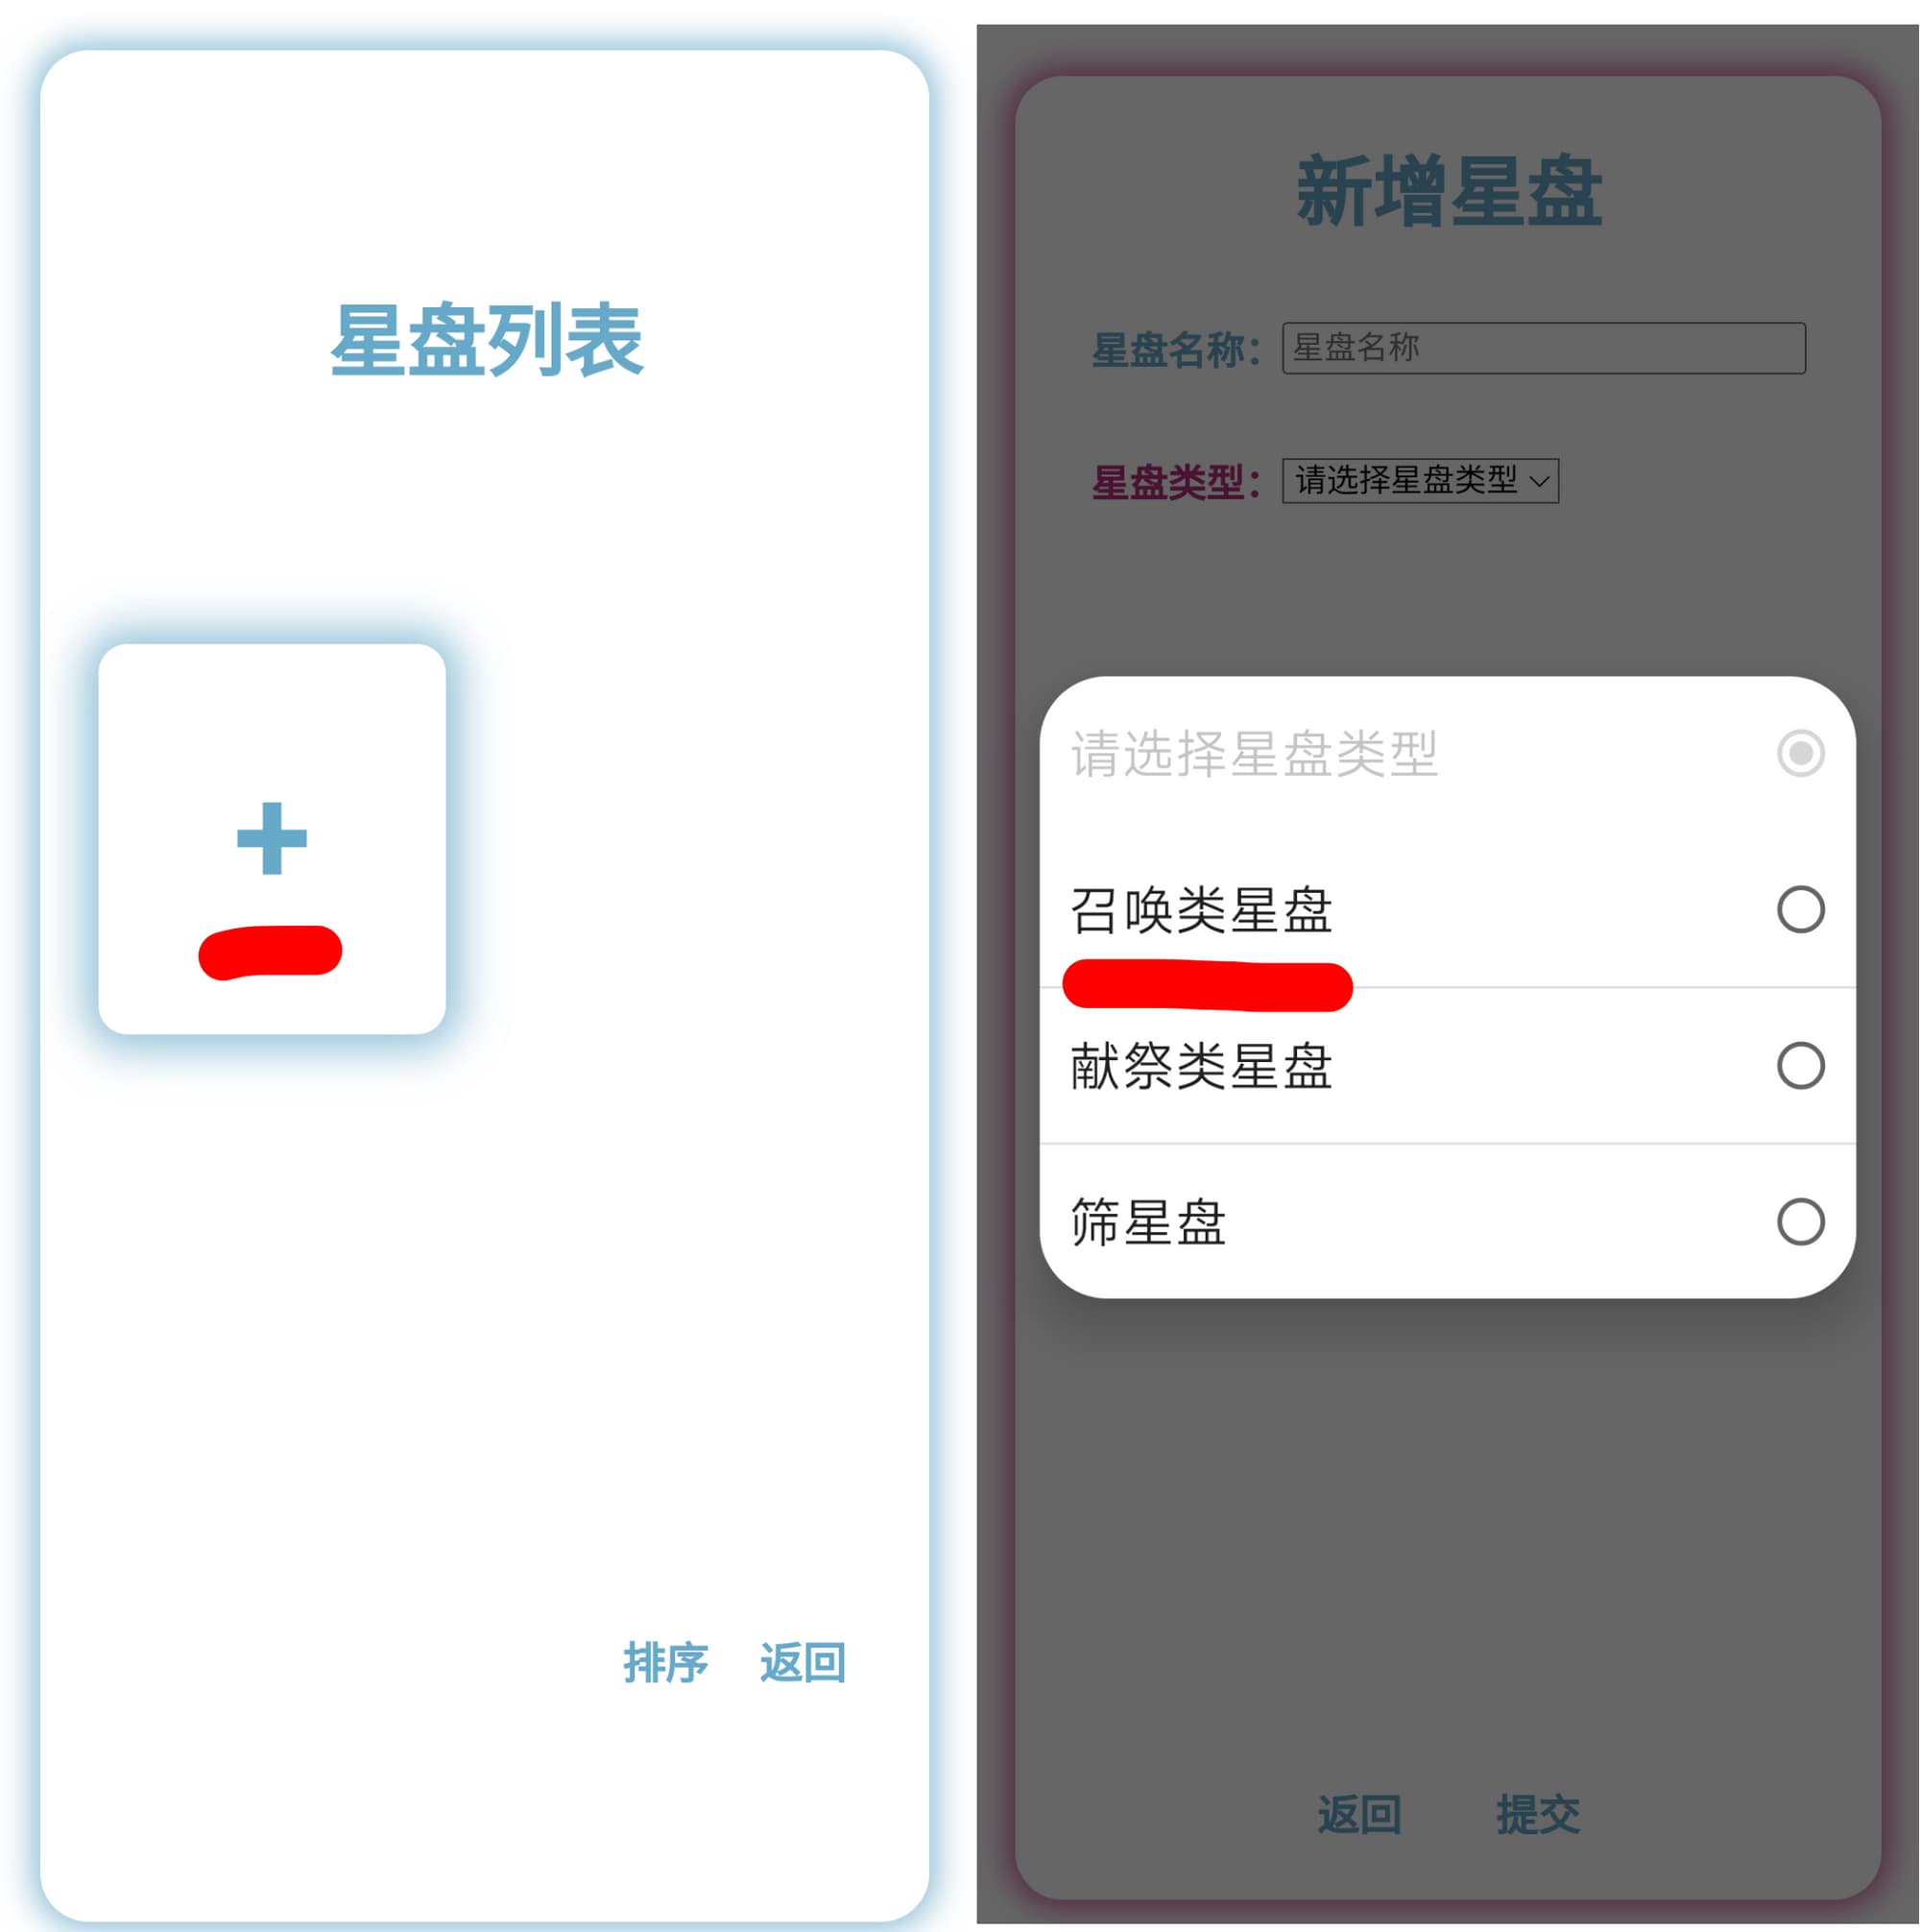 星盘列表
+
排序 返回
新增星盘
星盘名称： 星盘名称
星盘类型： 请选择星盘类型
请选择星盘类型
召唤类星盘
献祭类星盘
筛星盘
返回 提交